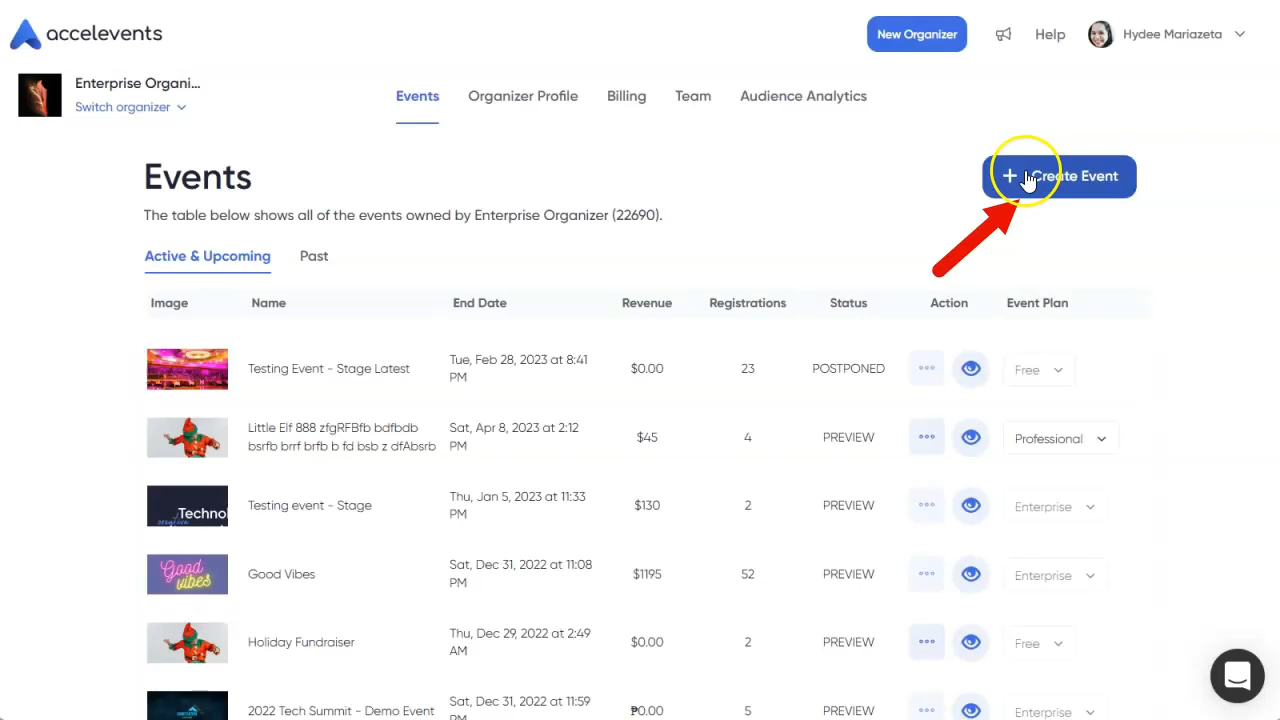 accelevents
New Organizer
Help
Hydee Mariazeta
Enterprise Organi...
Switch organizer
Events
Organizer Profile
Billing
Team
Audience Analytics
Events
+ Create Event
The table below shows all of the events owned by Enterprise Organizer (22690).
Active & Upcoming
Past
Image Name End Date Revenue Registrations Status Action Event Plan
Testing Event - Stage Latest
Tue, Feb 28, 2023 at 8:41
PM
$0.00
23
POSTPONED
Free
Little Elf 888 zfgRFBfb bdfbdb
bsrfb brrf brfb b fd bsb z dfAbsrb
Sat, Apr 8, 2023 at 2:12
PM
$45
4
PREVIEW
Professional
Technol
Testing event - Stage
Thu, Jan 5, 2023 at 11:33
PM
$130
2
PREVIEW
Enterprise
Good
vibes
Good Vibes
Sat, Dec 31, 2022 at 11:08
PM
$1195
52
PREVIEW
Enterprise
Holiday Fundraiser
Thu, Dec 29, 2022 at 2:49
AM
$0.00
2
PREVIEW
Free
2022 Tech Summit - Demo Event
Sat, Dec 31, 2022 at 11:59
PM
₱0.00
5
PREVIEW
Enterprise